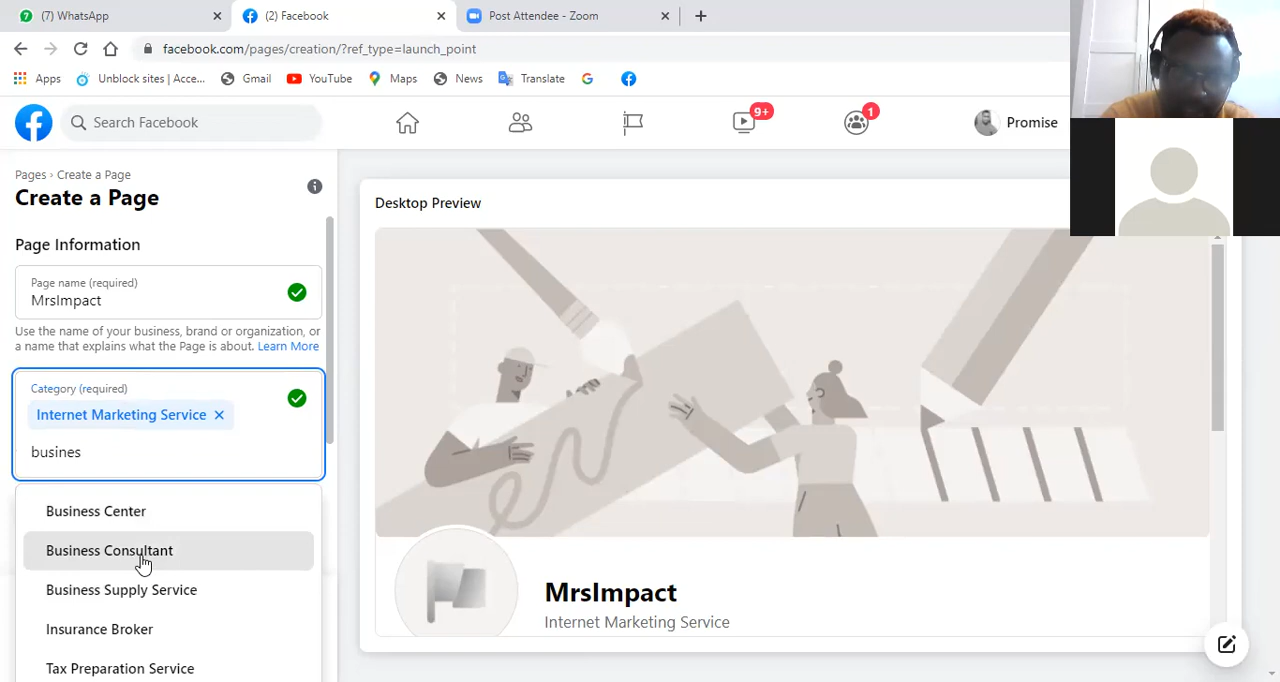 (7) WhatsApp
(2) Facebook
Post Attendee - Zoom
facebook.com/pages/creation/?ref_type=launch_point
Apps
Unblock sites | Acce...
Gmail
YouTube
Maps
News
Translate
Search Facebook
9+
1
Promise
Pages › Create a Page
Create a Page
Page Information
Page name (required)
MrsImpact
Use the name of your business, brand or organization, or
a name that explains what the Page is about. Learn More
Category (required)
Internet Marketing Service
busines
Business Center
Business Consultant
Business Supply Service
Insurance Broker
Tax Preparation Service
Desktop Preview
MrsImpact
Internet Marketing Service